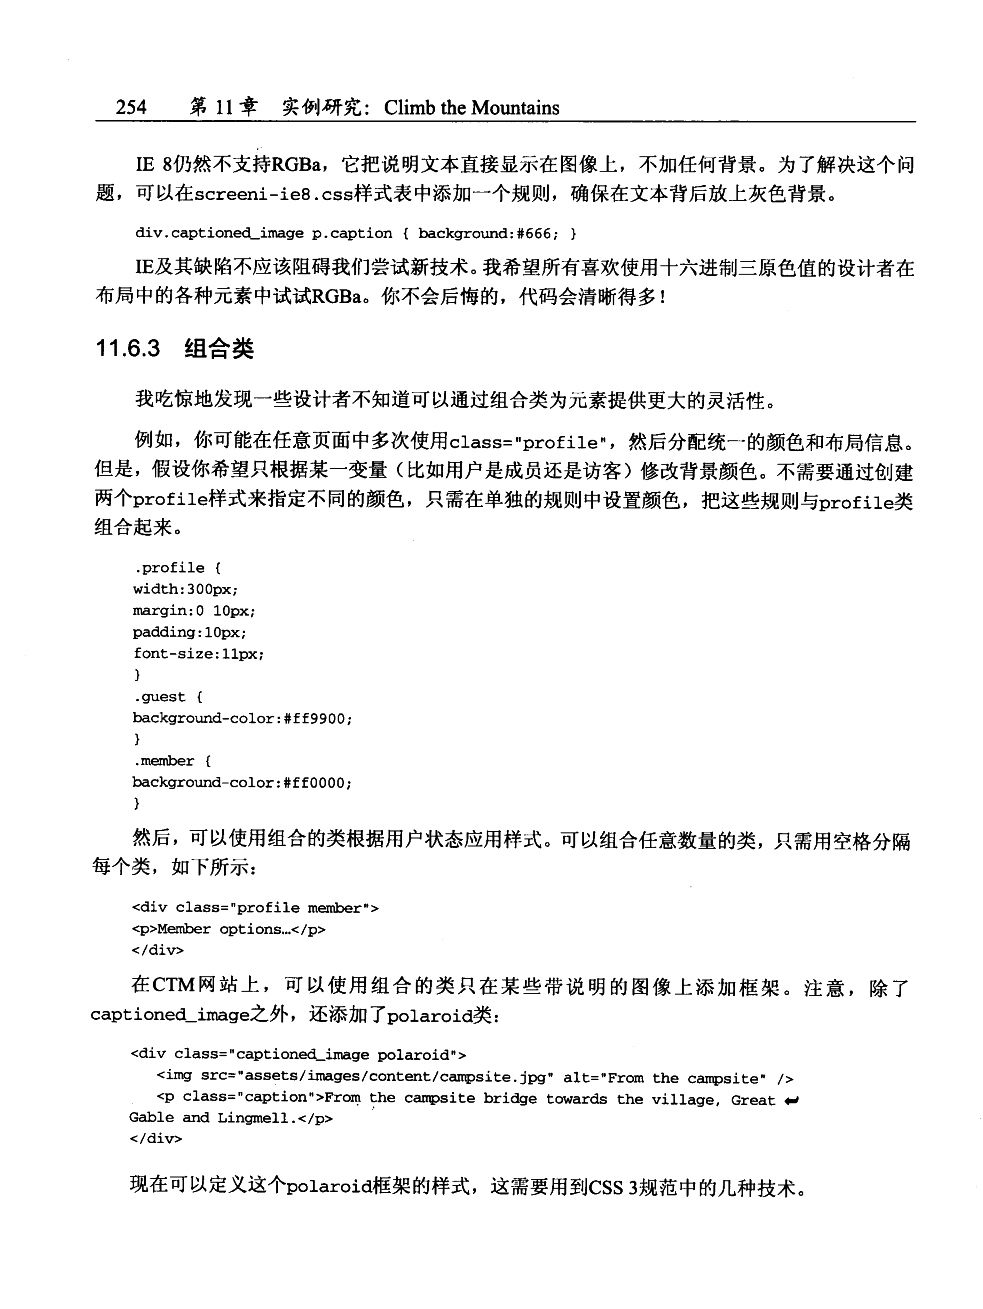 254 第 11 章 实例研究：Climb the Mountains
IE 8仍然不支持RGBa，它把说明文本直接显示在图像上，不加任何背景。为了解决这个问
题，可以在screeni-ie8.css样式表中添加一个规则，确保在文本背后放上灰色背景。
div.captioned_image p.caption { background:#666; }
IE及其缺陷不应该阻碍我们尝试新技术。我希望所有喜欢使用十六进制三原色值的设计者在
布局中的各种元素中试试RGBa。你不会后悔的，代码会清晰得多！
11.6.3 组合类
我吃惊地发现一些设计者不知道可以通过组合类为元素提供更大的灵活性。
例如，你可能在任意页面中多次使用class="profile"，然后分配统一的颜色和布局信息。
但是，假设你希望只根据某一变量（比如用户是成员还是访客）修改背景颜色。不需要通过创建
两个profile样式来指定不同的颜色，只需在单独的规则中设置颜色，把这些规则与profile类
组合起来。
.profile {
width:300px;
margin:0 10px;
padding:10px;
font-size:11px;
}
.guest {
background-color:#ff9900;
}
.member {
background-color:#ff0000;
}
然后，可以使用组合的类根据用户状态应用样式。可以组合任意数量的类，只需用空格分隔
每个类，如下所示：
<div class="profile member">
<p>Member options…</p>
</div>
在CTM网站上，可以使用组合的类只在某些带说明的图像上添加框架。注意，除了
captioned_image之外，还添加了polaroid类：
<div class="captioned_image polaroid">
<img src="assets/images/content/campsite.jpg" alt="From the campsite" />
<p class="caption">From the campsite bridge towards the village, Great ↩
Gable and Lingmell.</p>
</div>
现在可以定义这个polaroid框架的样式，这需要用到CSS 3规范中的几种技术。